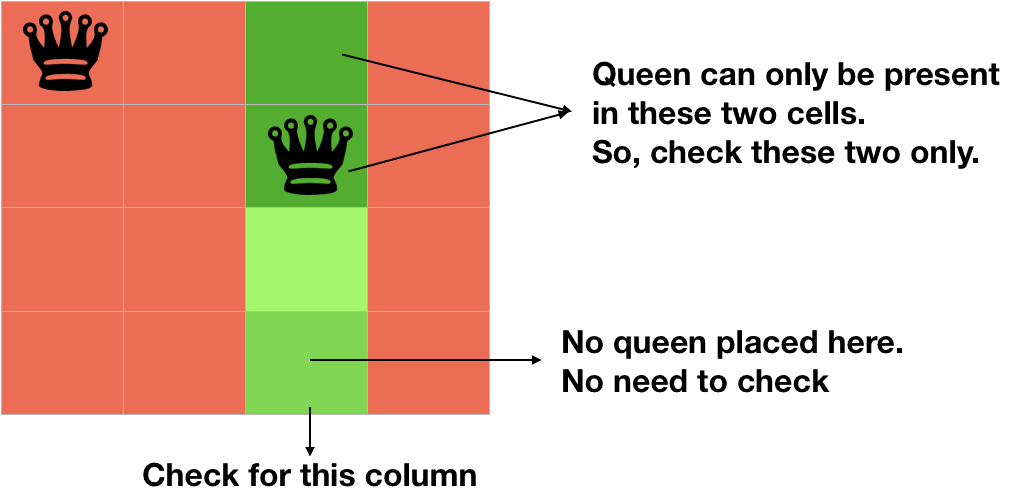 Queen can only be present
in these two cells.
So, check these two only.
No queen placed here.
No need to check
Check for this column